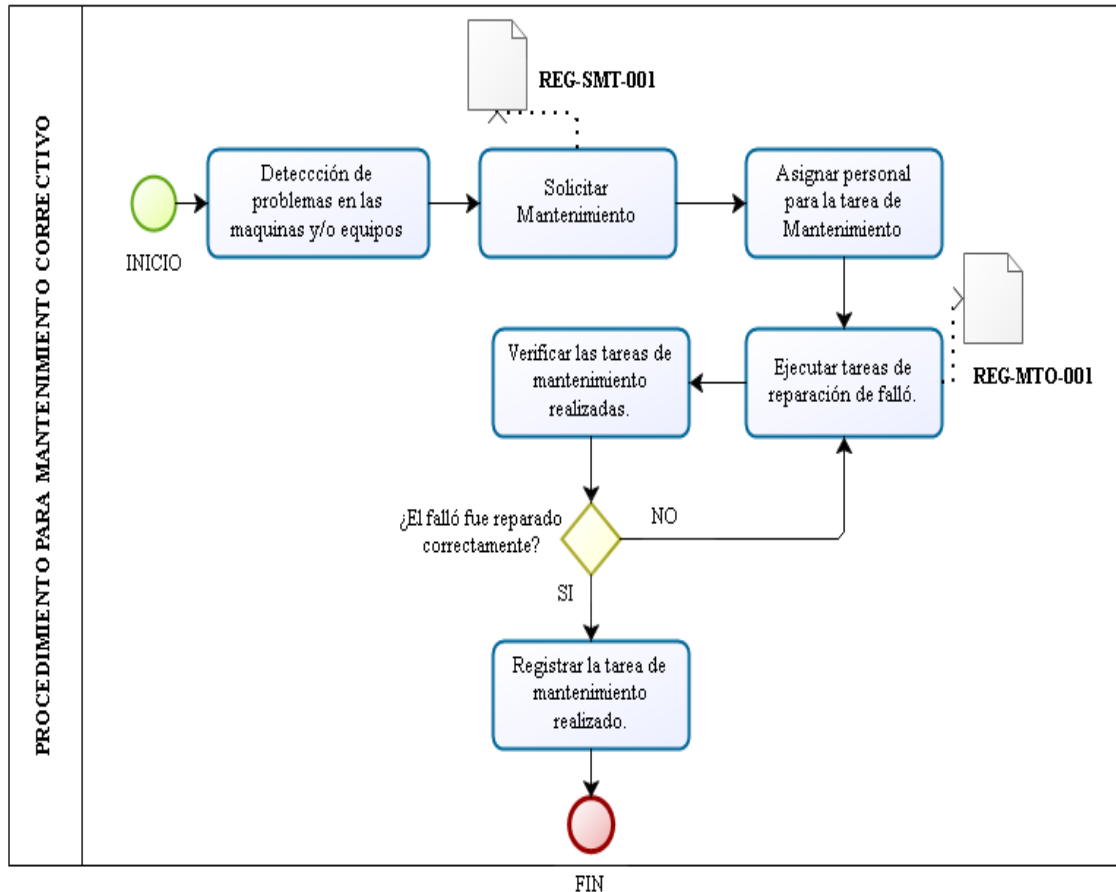 PROCEDIMIENTO PARA MANTENIMIENTO CORRECTIVO
REG-SMT-001
Deteccción de
problemas en las
maquinas y/o equipos
Solicitar
Mantenimiento
Asignar personal
para la tarea de
Mantenimiento
INICIO
Verificar las tareas de
mantenimiento
realizadas.
Ejecutar tareas de
reparación de falló.
REG-MTO-001
¿El falló fue reparado
correctamente?
NO
SI
Registrar la tarea de
mantenimiento
realizado.
FIN